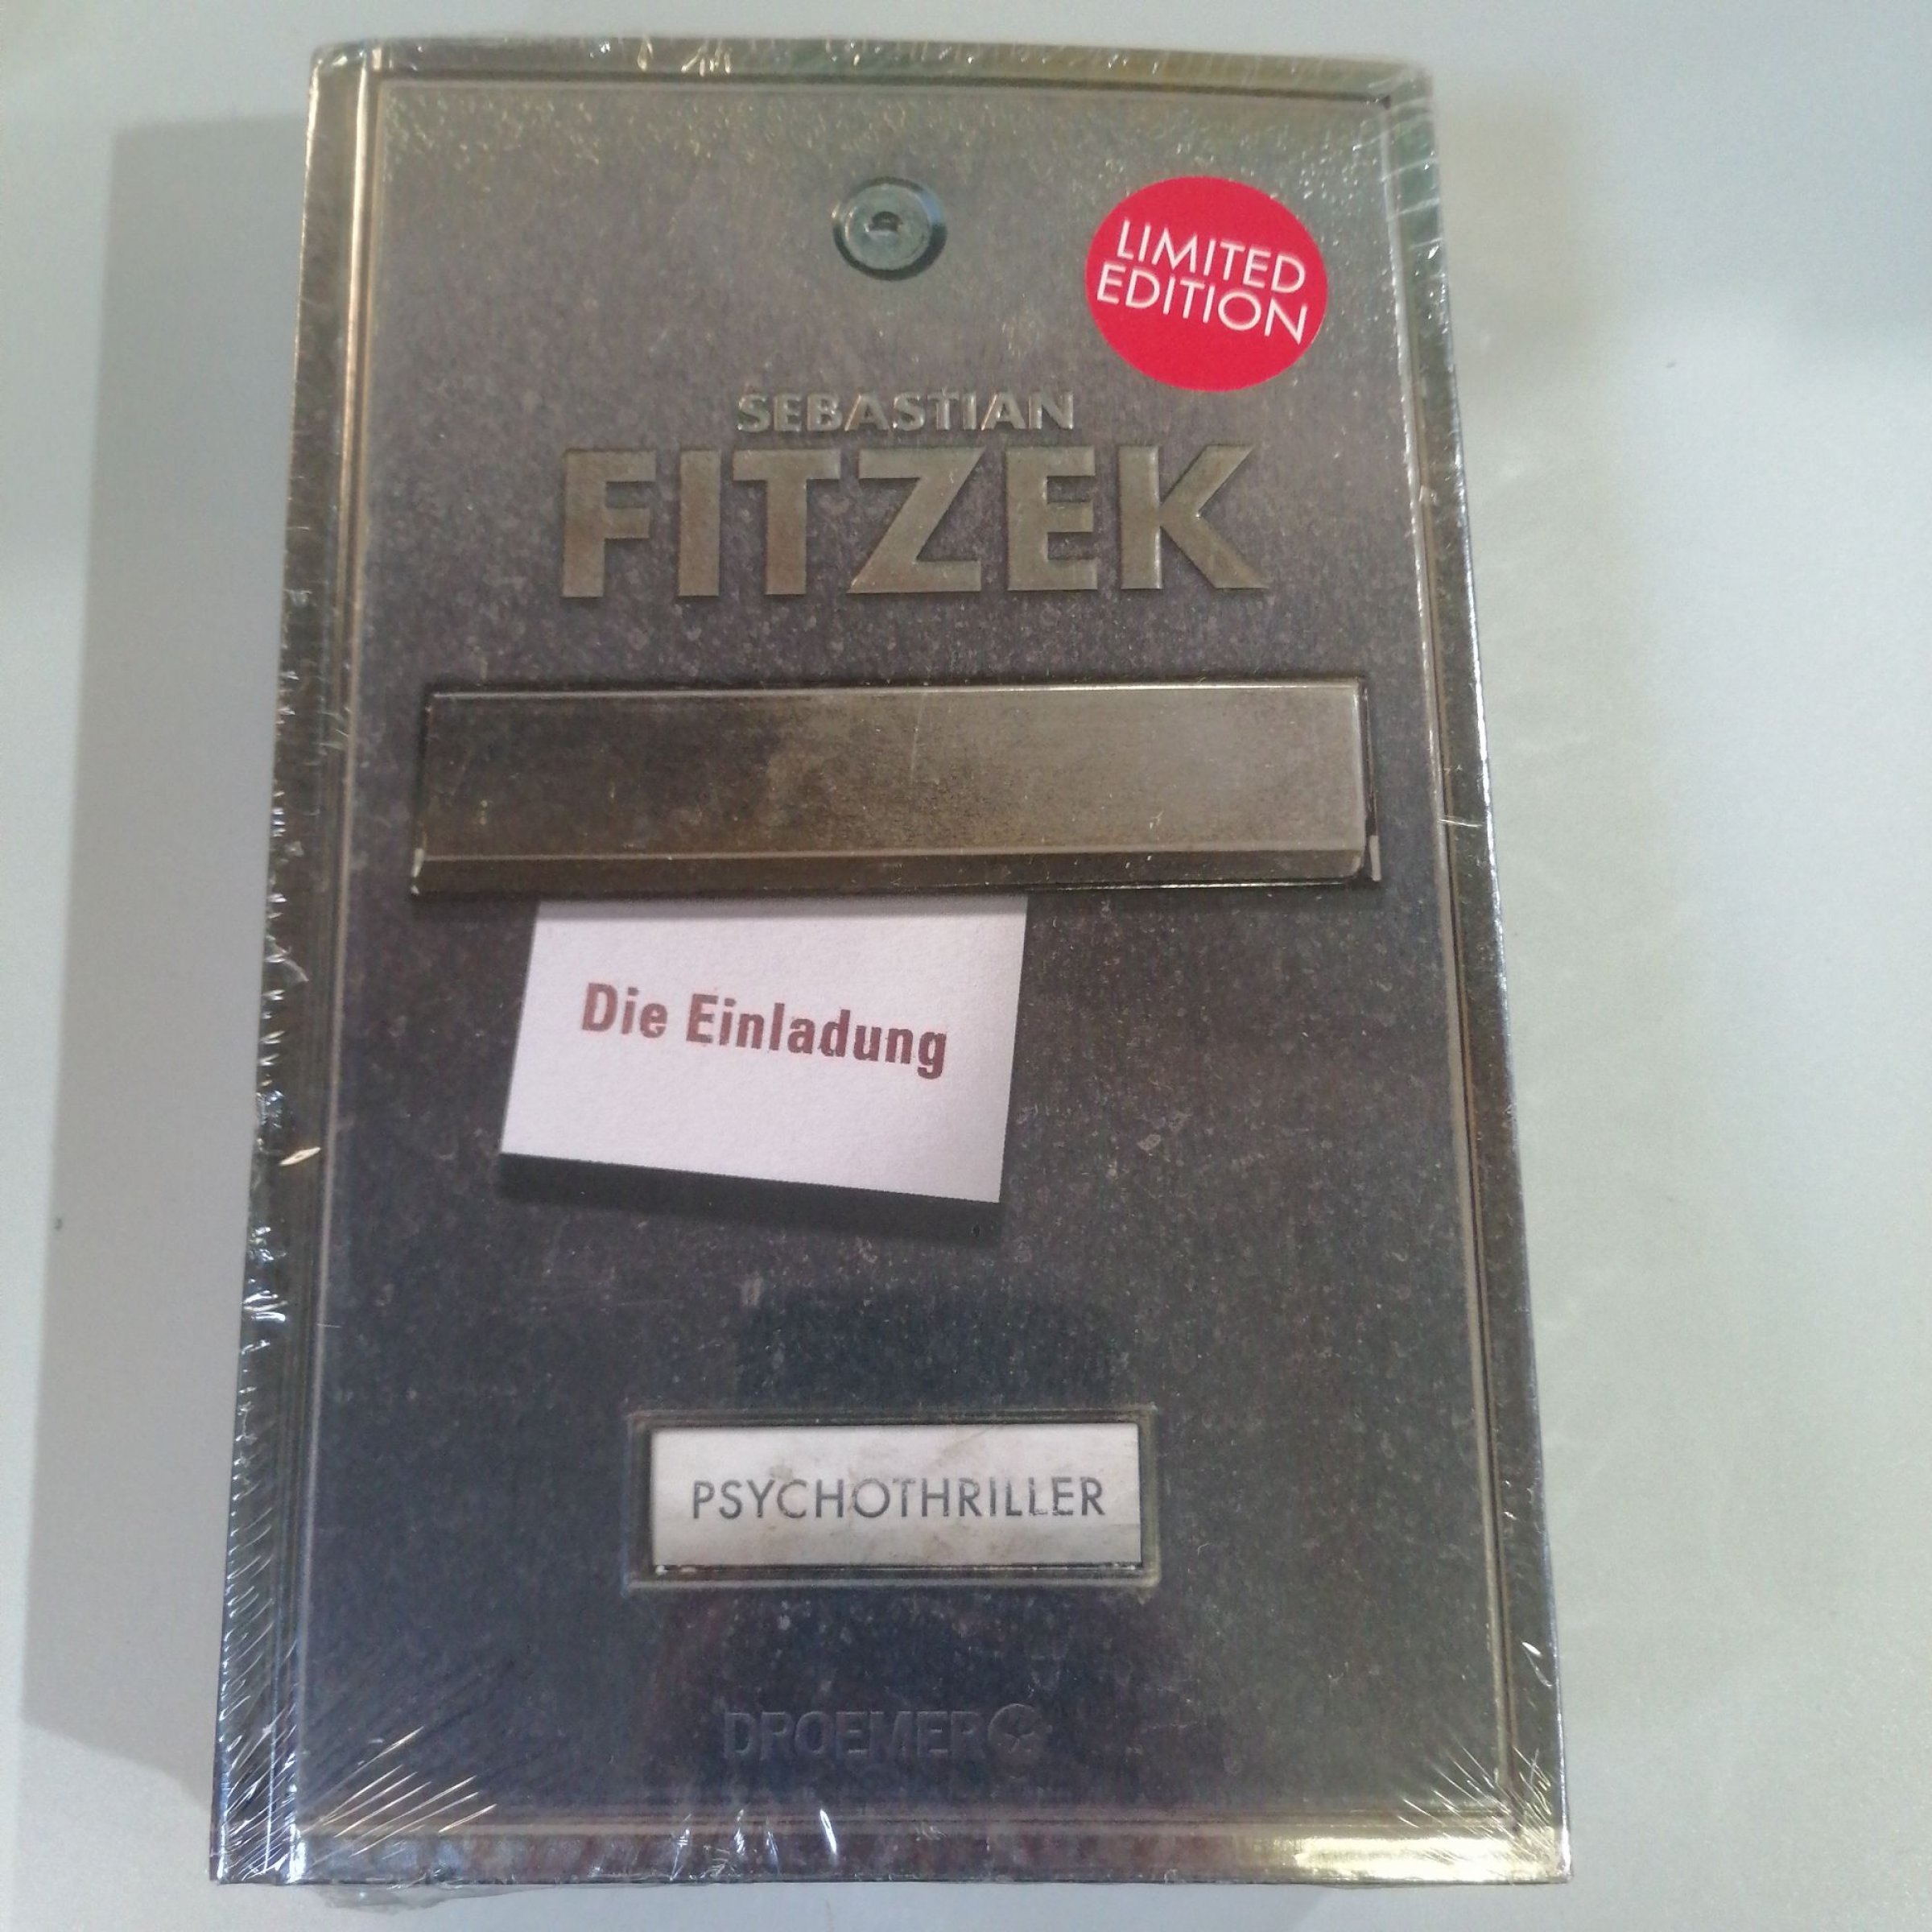 LIMITED
EDITION
SEBASTIAN
FITZEK
Die Einladung
PSYCHOTHRILLER
DROEMER